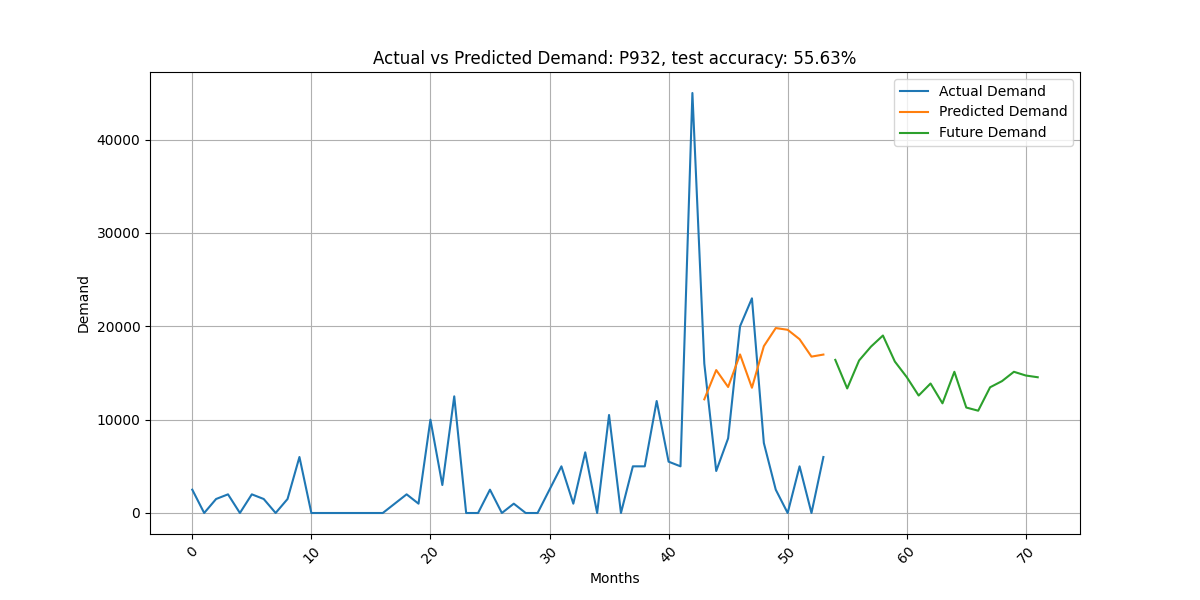 Actual vs Predicted Demand: P932, test accuracy: 55.63%
Actual Demand
Predicted Demand
Future Demand
Demand
40000
30000
20000
10000
0
0 10 20 30 40 50 60 70
Months